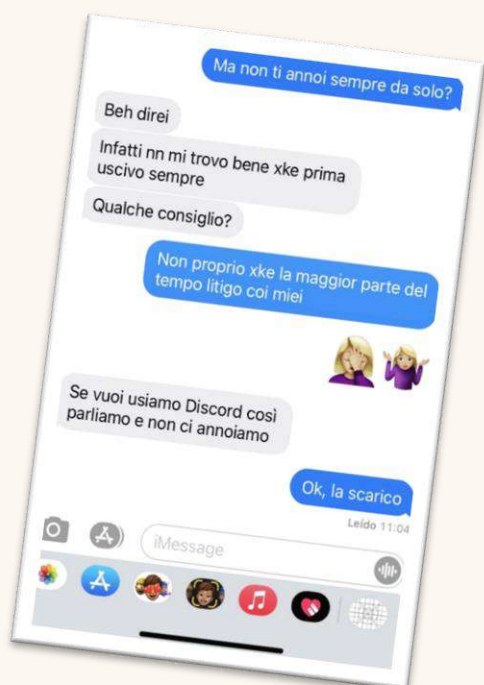 Ma non ti annoi sempre da solo?
Beh direi
Infatti nn mi trovo bene xke prima
uscivo sempre
Qualche consiglio?
Non proprio xke la maggior parte del
tempo litigo coi miei
Se vuoi usiamo Discord così
parliamo e non ci annoiamo
Ok, la scarico
Leído 11:04
iMessage